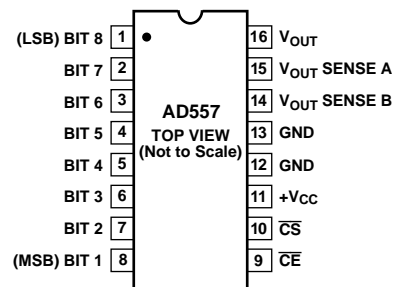 (LSB) BIT 8 1 16 VOUT
BIT 7 2 15 VOUT SENSE A
BIT 6 3 14 VOUT SENSE B
AD557
BIT 5 4 13 GND
TOP VIEW
(Not to Scale)
BIT 4 5 12 GND
BIT 3 6 11 +VCC
BIT 2 7 10 C̅S̅
(MSB) BIT 1 8 9 C̅E̅